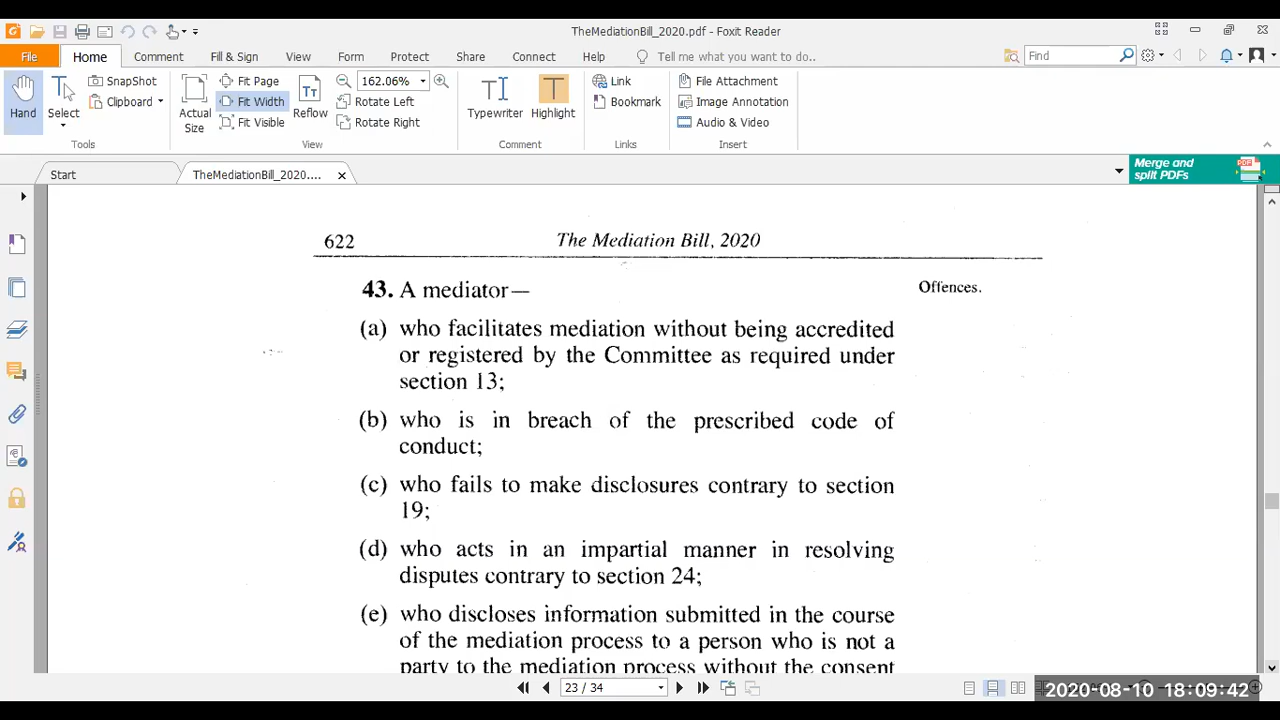 TheMediationBill_2020.pdf - Foxit Reader
File Home Comment Fill & Sign View Form Protect Share Connect Help Tell me what you want to do.. Find
Hand
Select
SnapShot
Clipboard
Tools
Actual Size
Fit Page
Fit Width
Fit Visible
Reflow
162.06%
Rotate Left
Rotate Right
View
Typewriter
Highlight
Comment
Link
Bookmark
Links
File Attachment
Image Annotation
Audio & Video
Insert
Start
TheMediationBill_2020....
Merge and
split PDFs
PDF
622 The Mediation Bill, 2020
43. A mediator— Offences.
(a) who facilitates mediation without being accredited
or registered by the Committee as required under
section 13;
(b) who is in breach of the prescribed code of
conduct;
(c) who fails to make disclosures contrary to section
19;
(d) who acts in an impartial manner in resolving
disputes contrary to section 24;
(e) who discloses information submitted in the course
of the mediation process to a person who is not a
party to the mediation process without the consent
23 / 34
2020-08-10 18:09:42